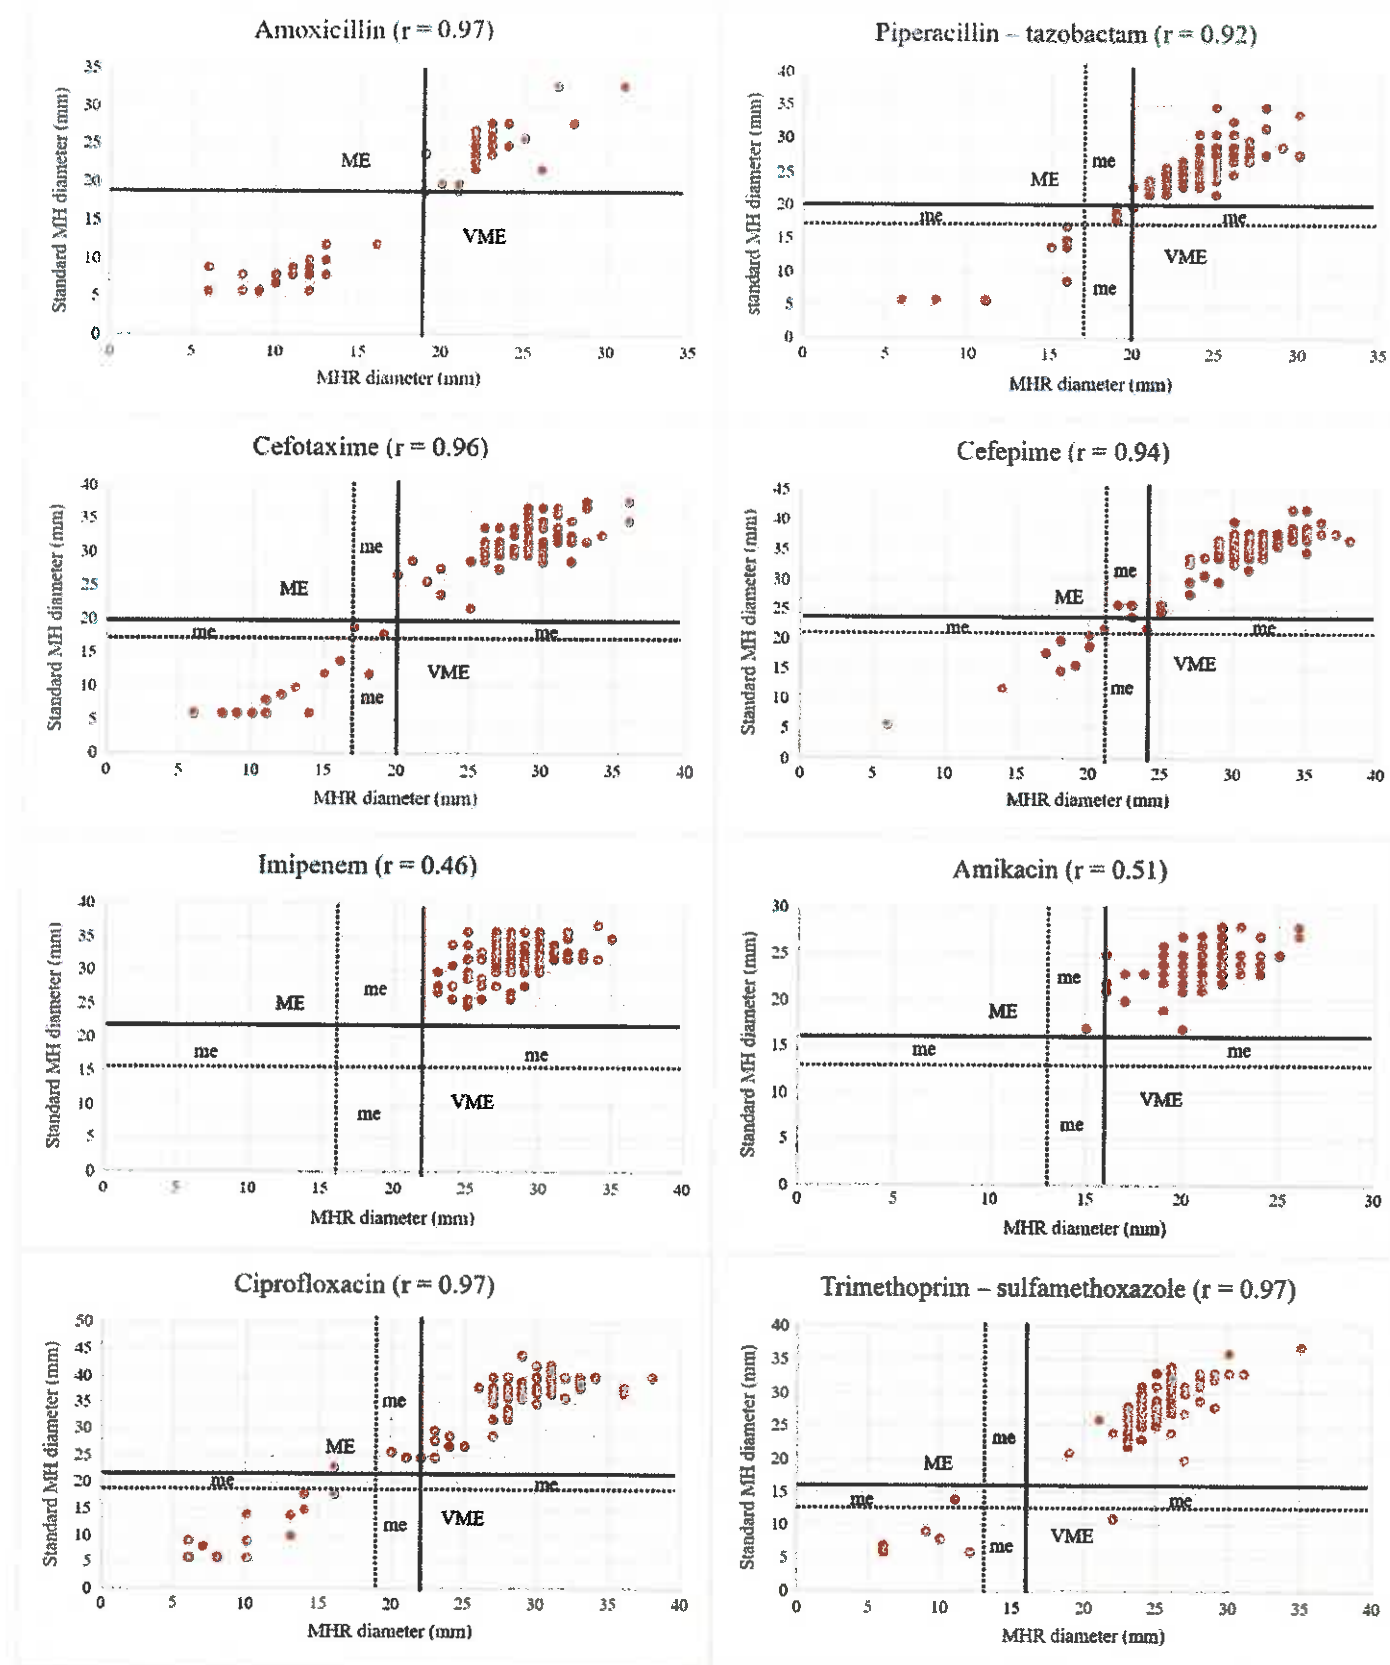 Amoxicillin (r = 0.97)
Standard MH diameter (mm)
35
30
25
20
15
10
5
0
ME
VME
0 5 10 15 20 25 30 35
MHR diameter (mm)
Piperacillin – tazobactam (r = 0.92)
standard MH diameter (mm)
40
35
30
25
20
15
10
5
0
me
ME
me me
VME
me
0 5 10 15 20 25 30 35
MHR diameter (mm)
Cefotaxime (r = 0.96)
Standard MH diameter (mm)
40
35
30
25
20
15
10
5
0
me
ME
me me
VME
me
0 5 10 15 20 25 30 35 40
MHR diameter (mm)
Cefepime (r = 0.94)
Standard MH diameter (mm)
45
40
35
30
25
20
15
10
5
0
me
ME
me me
VME
me
0 5 10 15 20 25 30 35 40
MHR diameter (mm)
Imipenem (r = 0.46)
Standard MH diameter (mm)
40
35
30
25
20
15
10
5
0
me
ME
me me
VME
me
0 5 10 15 20 25 30 35 40
MHR diameter (mm)
Amikacin (r = 0.51)
Standard MH diameter (mm)
30
25
20
15
10
5
0
me
ME
me me
VME
me
0 5 10 15 20 25 30
MHR diameter (mm)
Ciprofloxacin (r = 0.97)
Standard MH diameter (mm)
50
45
40
35
30
25
20
15
10
5
0
me
ME
me me
VME
me
0 5 10 15 20 25 30 35 40
MHR diameter (mm)
Trimethoprim – sulfamethoxazole (r = 0.97)
Standard MH diameter (mm)
40
35
30
25
20
15
10
5
0
me
ME
me me
VME
me
0 5 10 15 20 25 30 35 40
MHR diameter (mm)